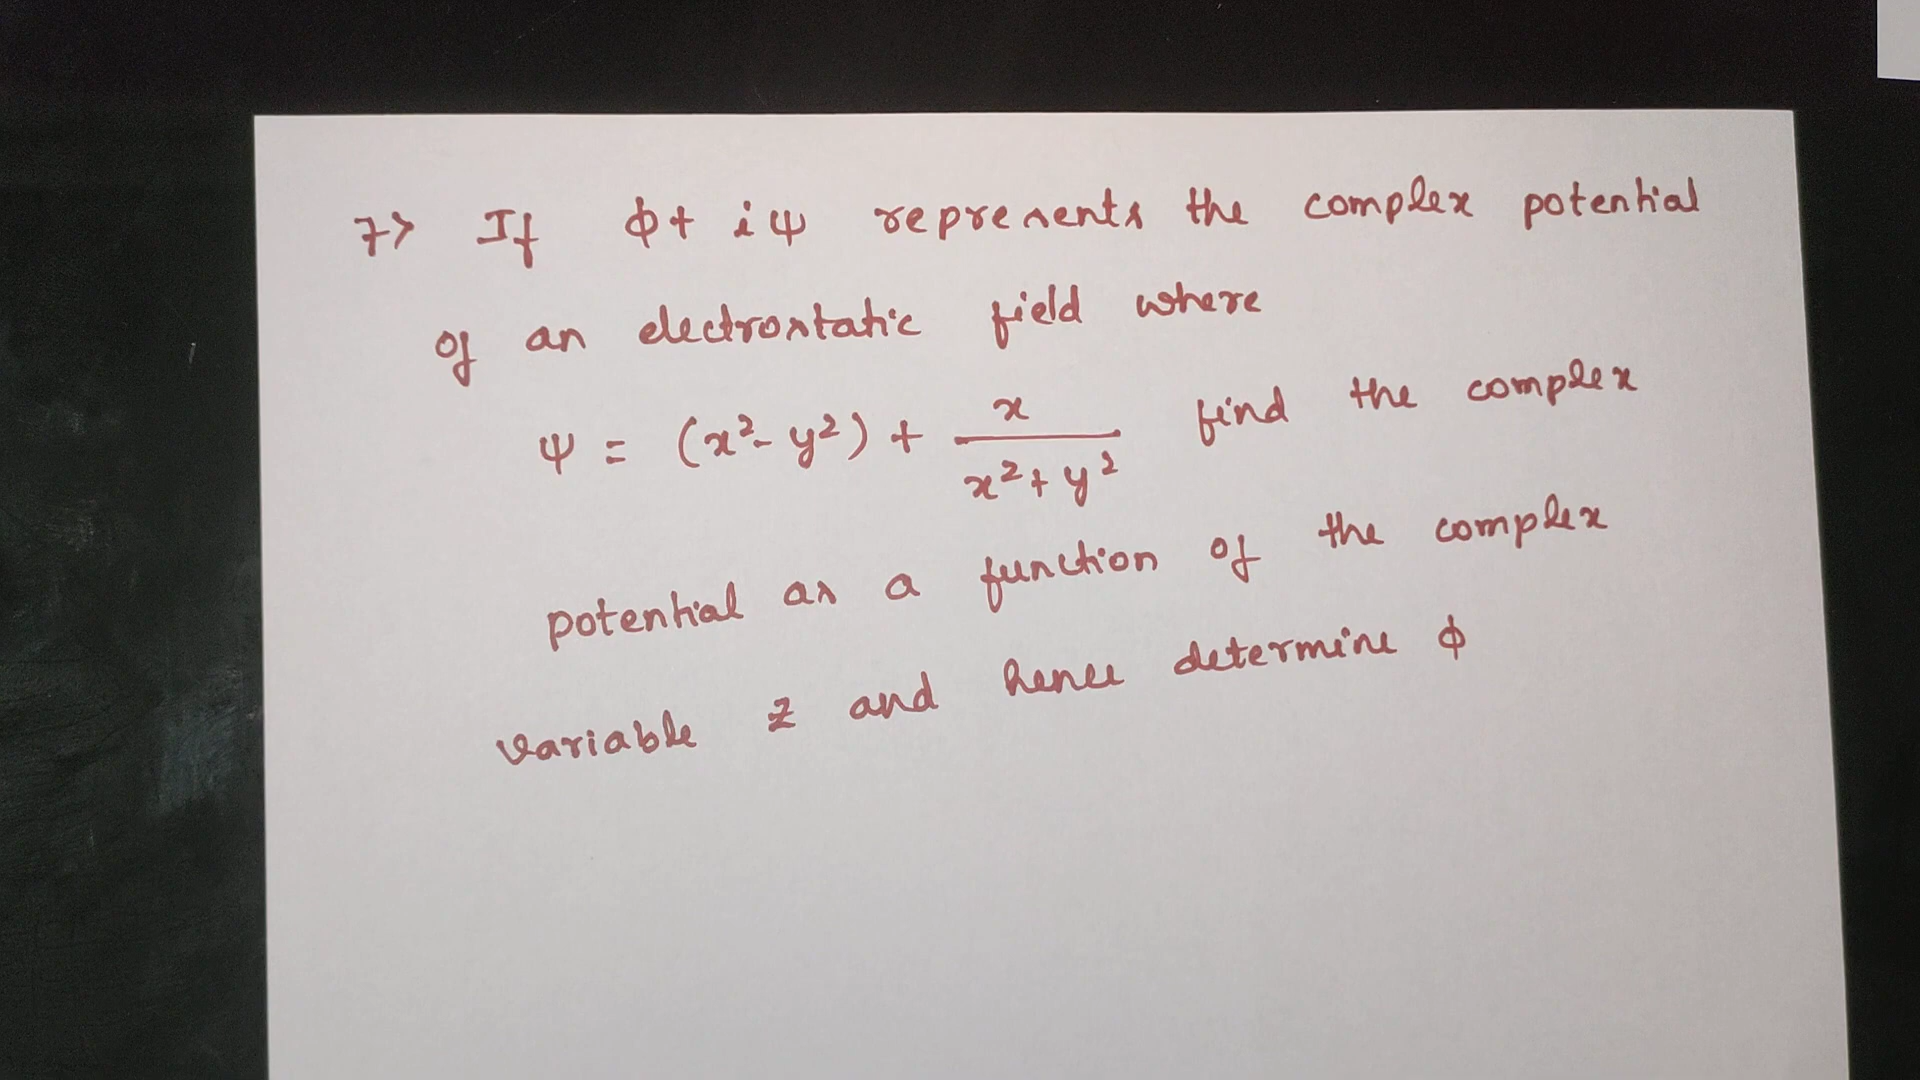 7> If ϕ + iψ represents the complex potential
of an electrostatic field where
ψ = (x² - y²) + x / (x² + y²) find the complex
potential as a function of the complex
variable z and hence determine ϕ